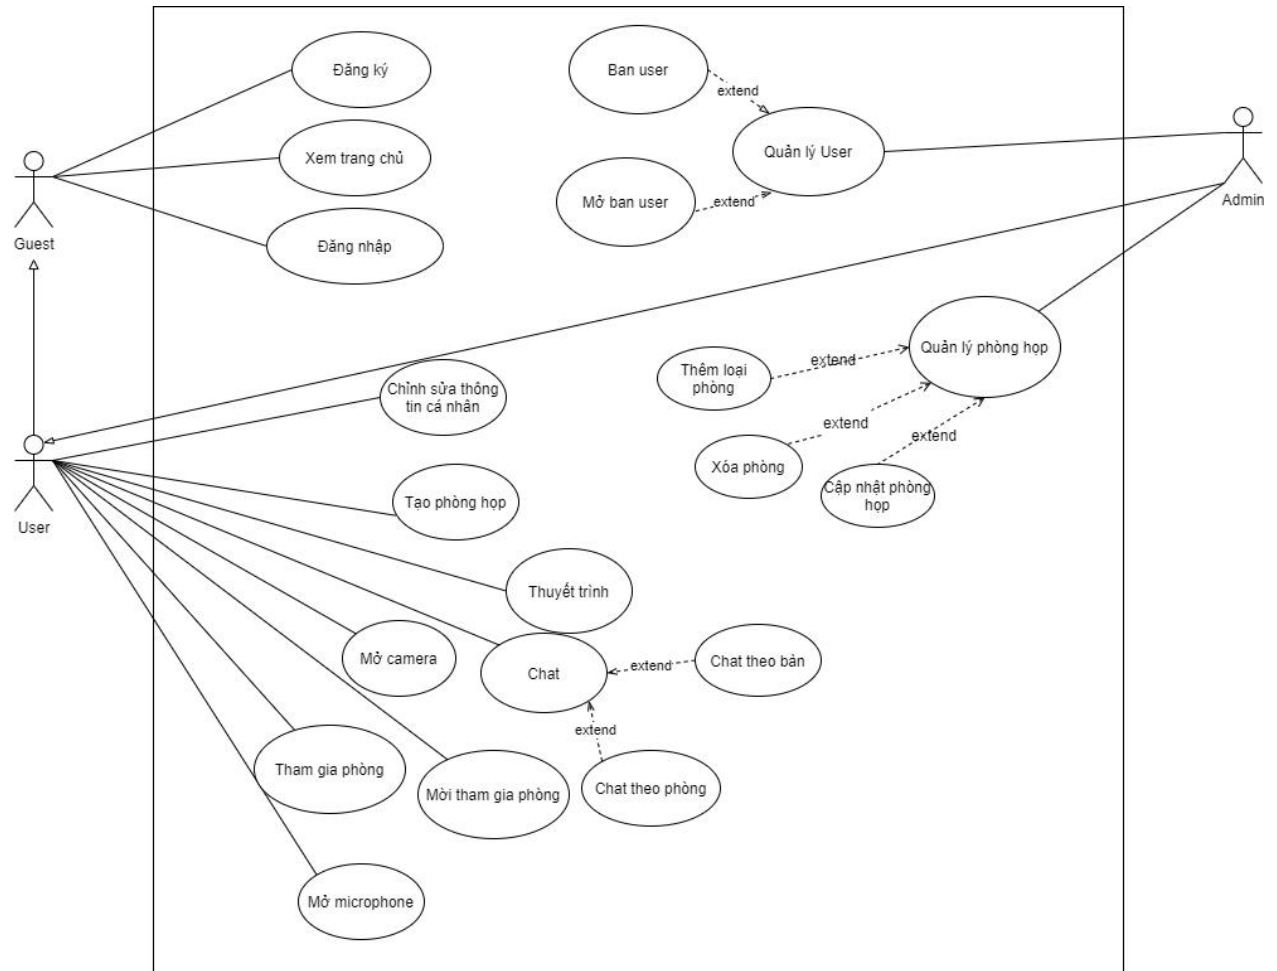 Đăng ký
Ban user
extend
Quản lý User
Xem trang chủ
Mở ban user
extend
Admin
Guest
Đăng nhập
Quản lý phòng họp
extend
Thêm loại
phòng
Chỉnh sửa thông
tin cá nhân
extend
extend
Xóa phòng
Cập nhật phòng
họp
Tạo phòng họp
User
Thuyết trình
Mở camera
Chat
extend
Chat theo bàn
extend
Tham gia phòng
Mời tham gia phòng
Chat theo phòng
Mở microphone